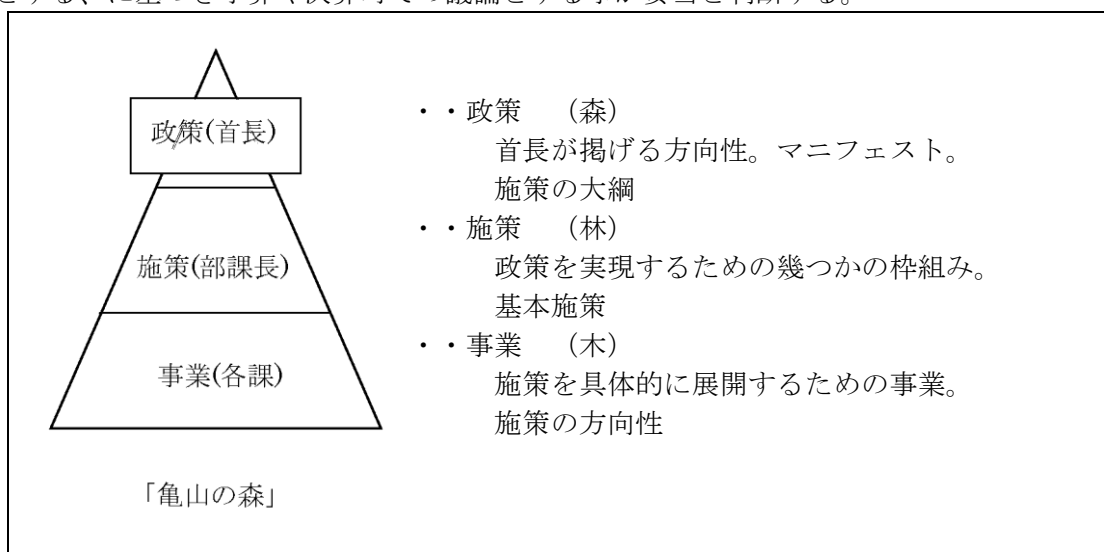 政策(首長)
施策(部課長)
事業(各課)
「亀山の森」
・・政策 （森）
首長が掲げる方向性。マニフェスト。
施策の大綱
・・施策 （林）
政策を実現するための幾つかの枠組み。
基本施策
・・事業 （木）
施策を具体的に展開するための事業。
施策の方向性